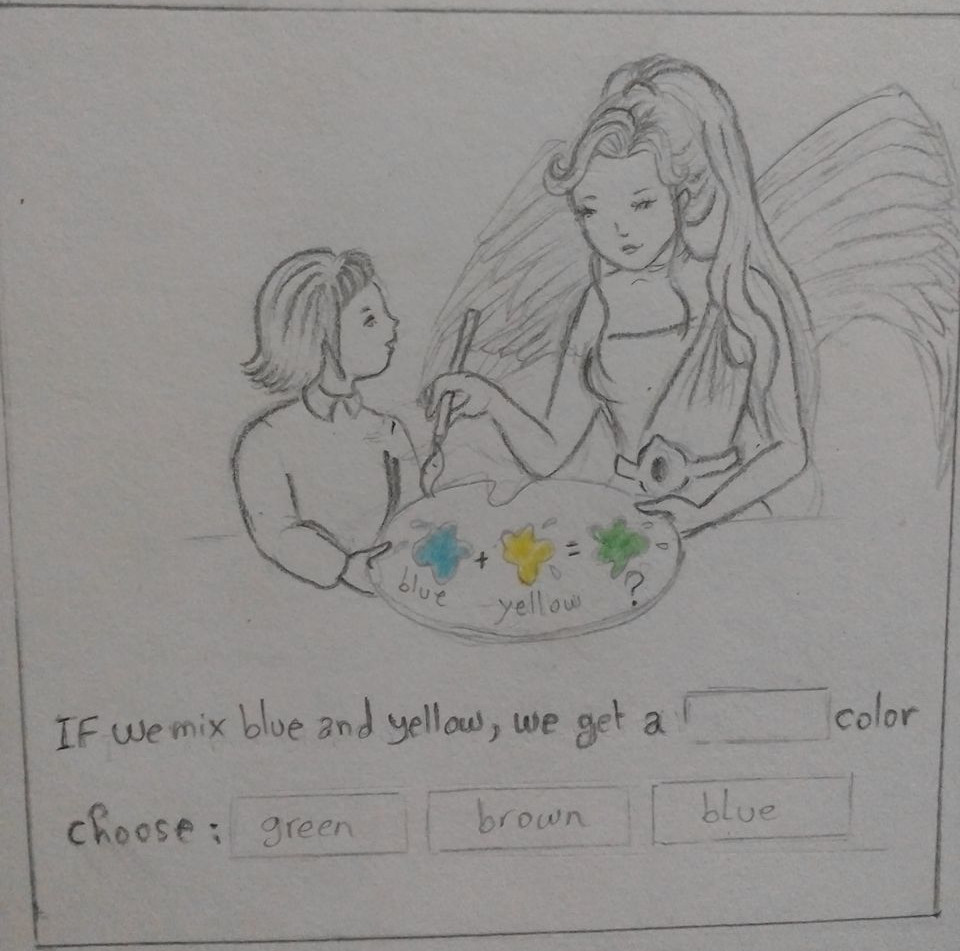 + = 
blue yellow ?
IF we mix blue and yellow, we get a color
choose: green brown blue